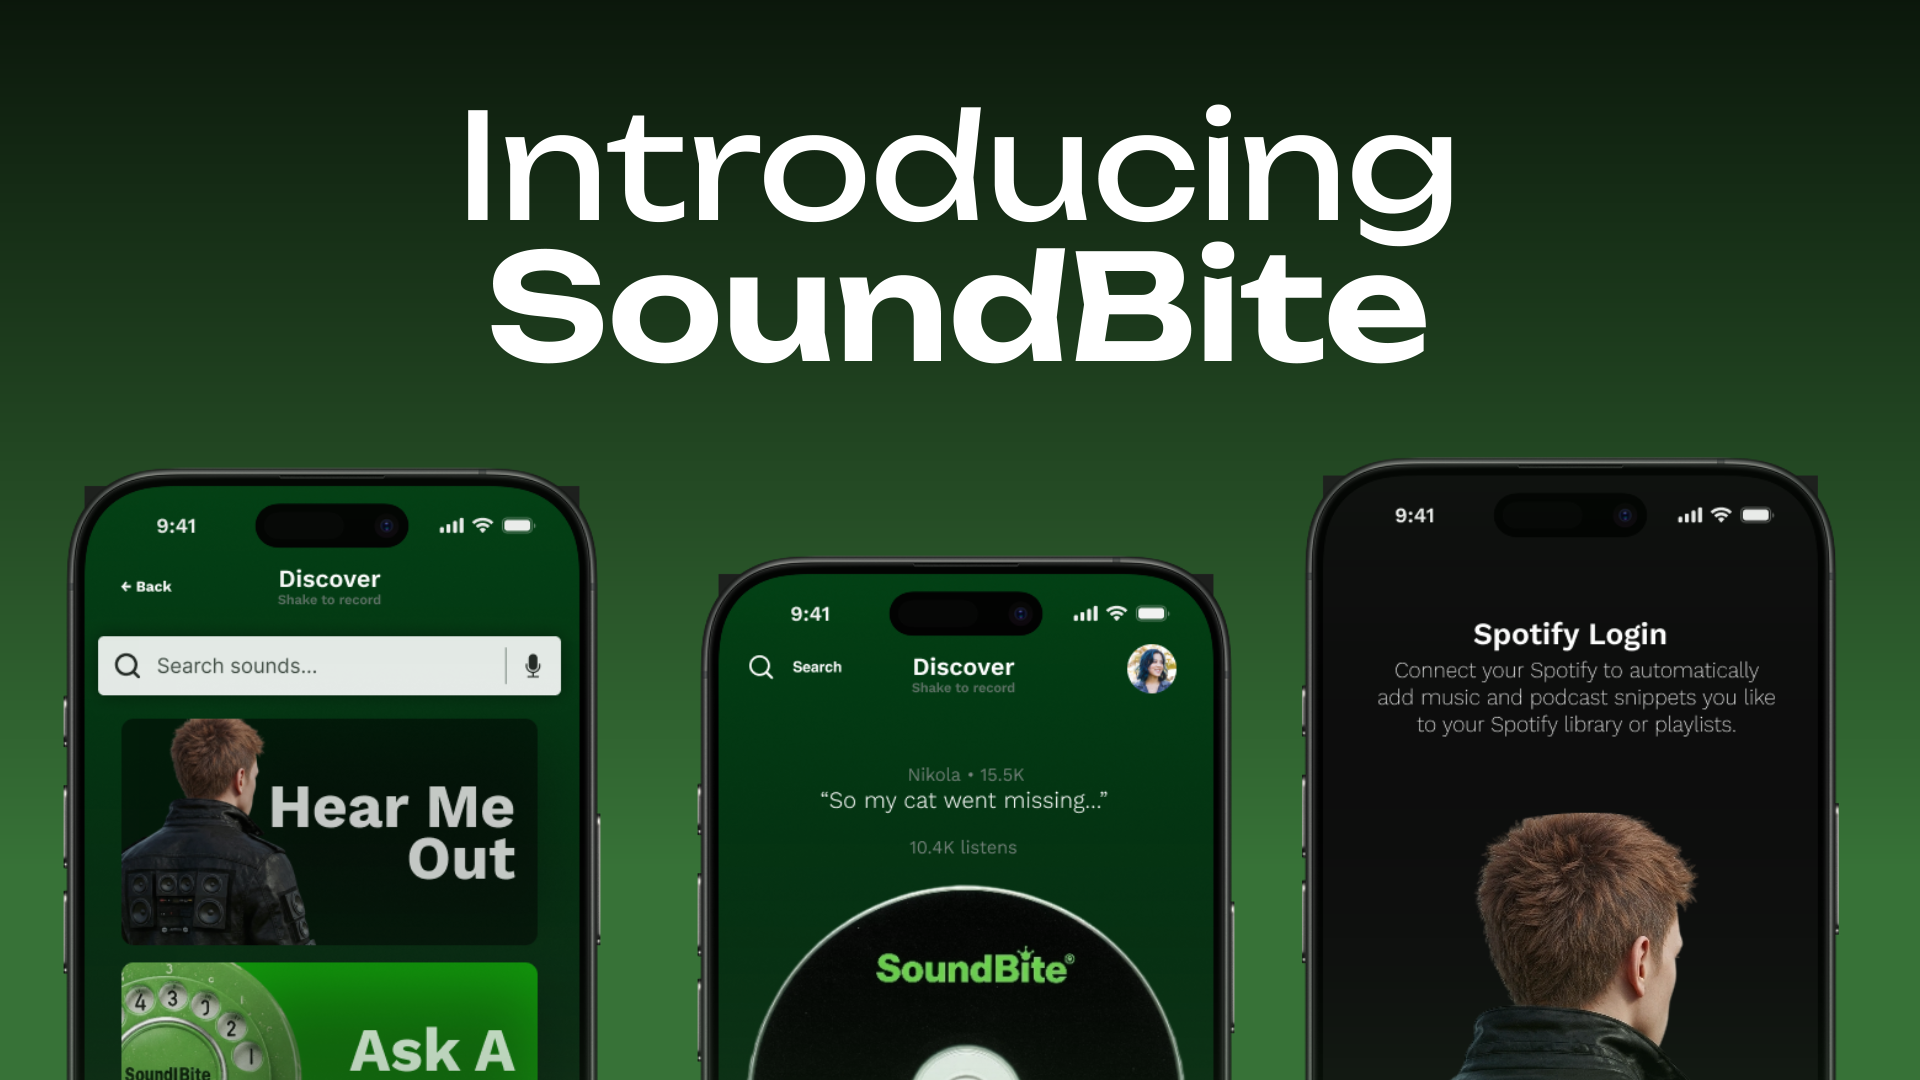 Introducing
SoundBite
9:41
← Back
Discover
Shake to record
Search sounds...
Hear Me
Out
4 3 2 1
SoundlBite
Ask A
9:41
Search
Discover
Shake to record
Nikola • 15.5K
“So my cat went missing...”
10.4K listens
SoundBite®
9:41
Spotify Login
Connect your Spotify to automatically
add music and podcast snippets you like
to your Spotify library or playlists.